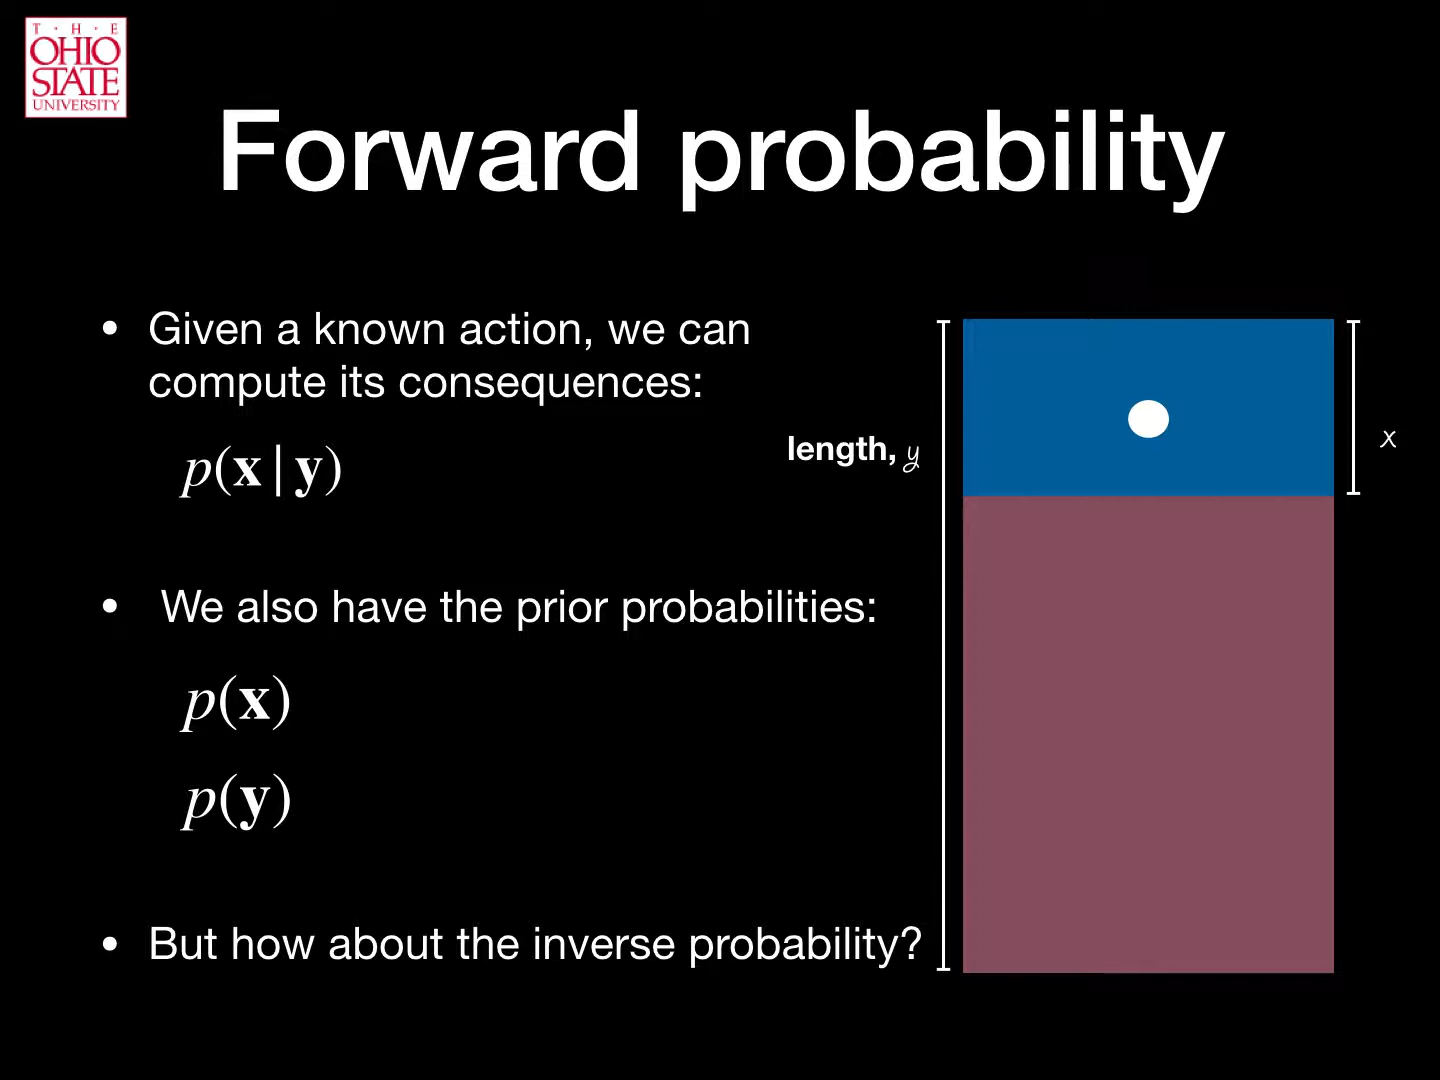 T · H · E
OHIO
STATE
UNIVERSITY
Forward probability
• Given a known action, we can
compute its consequences:
p(x | y)
• We also have the prior probabilities:
p(x)
p(y)
• But how about the inverse probability?
length, y
x